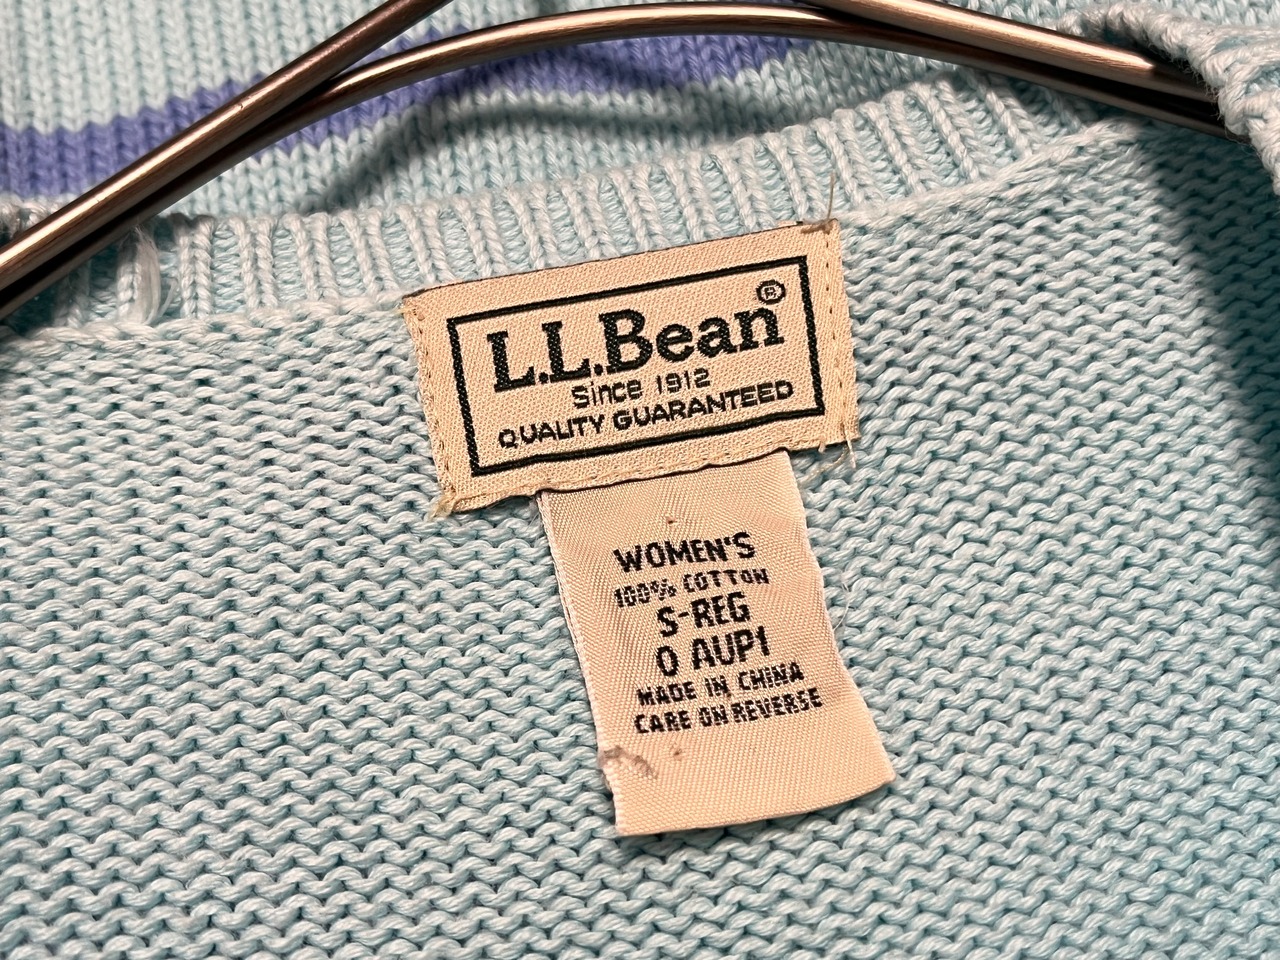 L.L.Bean®
Since 1912
QUALITY GUARANTEED
WOMEN'S
100% COTTON
S-REG
0 AUP1
MADE IN CHINA
CARE ON REVERSE